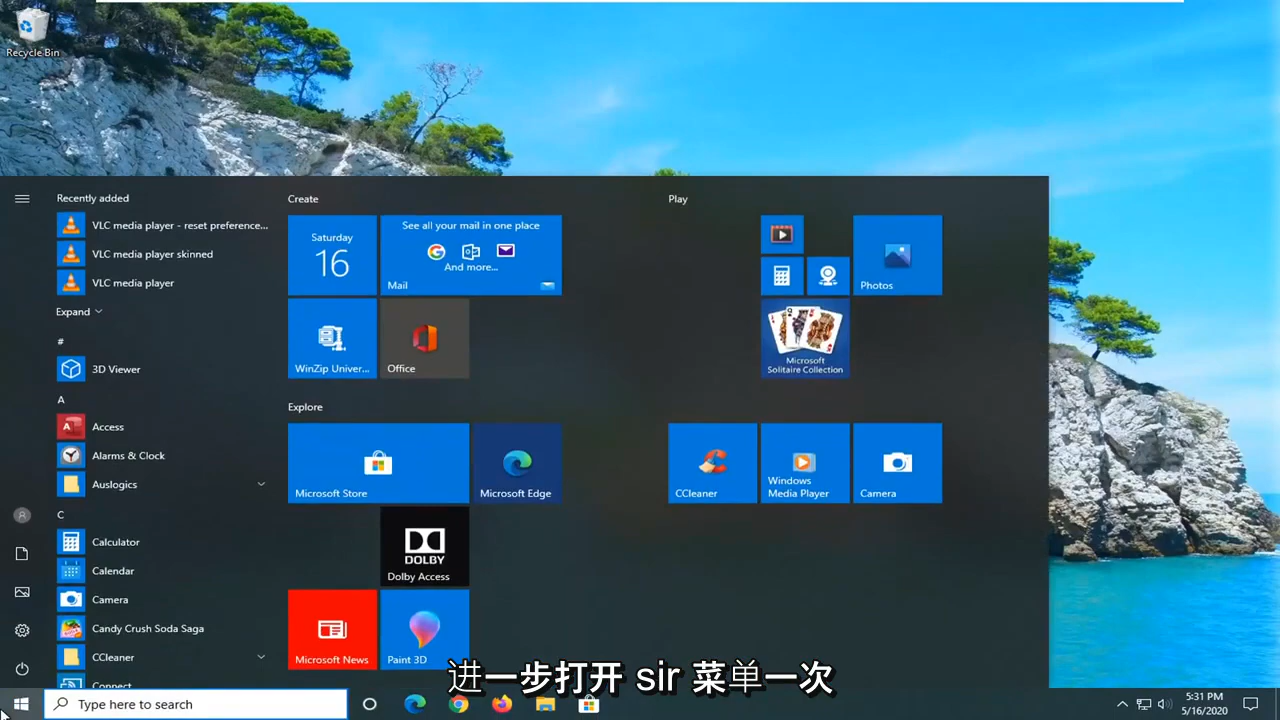 Recycle Bin
Recently added
VLC media player - reset preference...
VLC media player skinned
VLC media player
Expand
#
3D Viewer
A
Access
Alarms & Clock
Auslogics
C
Calculator
Calendar
Camera
Candy Crush Soda Saga
CCleaner
Connect
Create
Saturday
16
See all your mail in one place
And more...
Mail
WinZip Univer...
Office
Explore
Microsoft Store
Microsoft Edge
DOLBY
Dolby Access
Microsoft News
Paint 3D
Play
Photos
Microsoft
Solitaire Collection
CCleaner
Windows
Media Player
Camera
进一步打开 sir 菜单一次
Type here to search
5:31 PM
5/16/2020